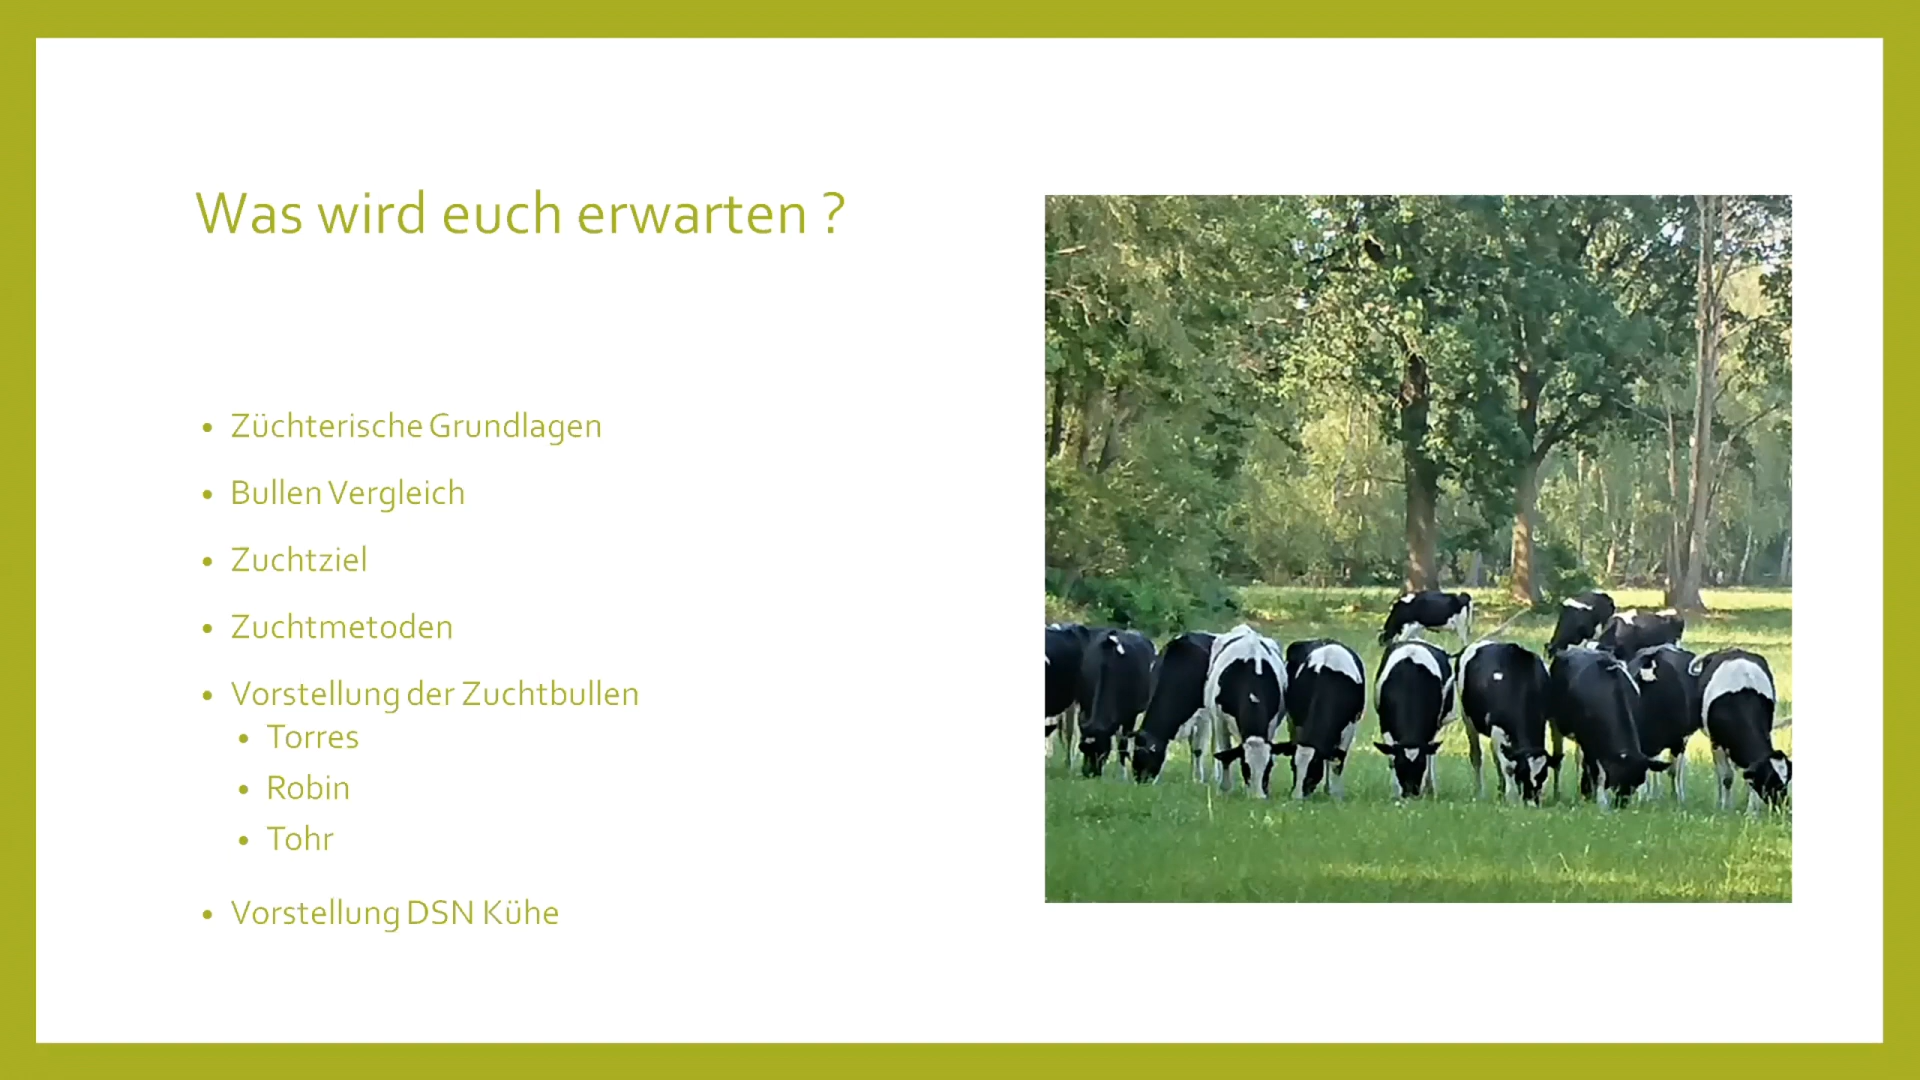 Was wird euch erwarten ?
• Züchterische Grundlagen
• Bullen Vergleich
• Zuchtziel
• Zuchtmetoden
• Vorstellung der Zuchtbullen
• Torres
• Robin
• Tohr
• Vorstellung DSN Kühe